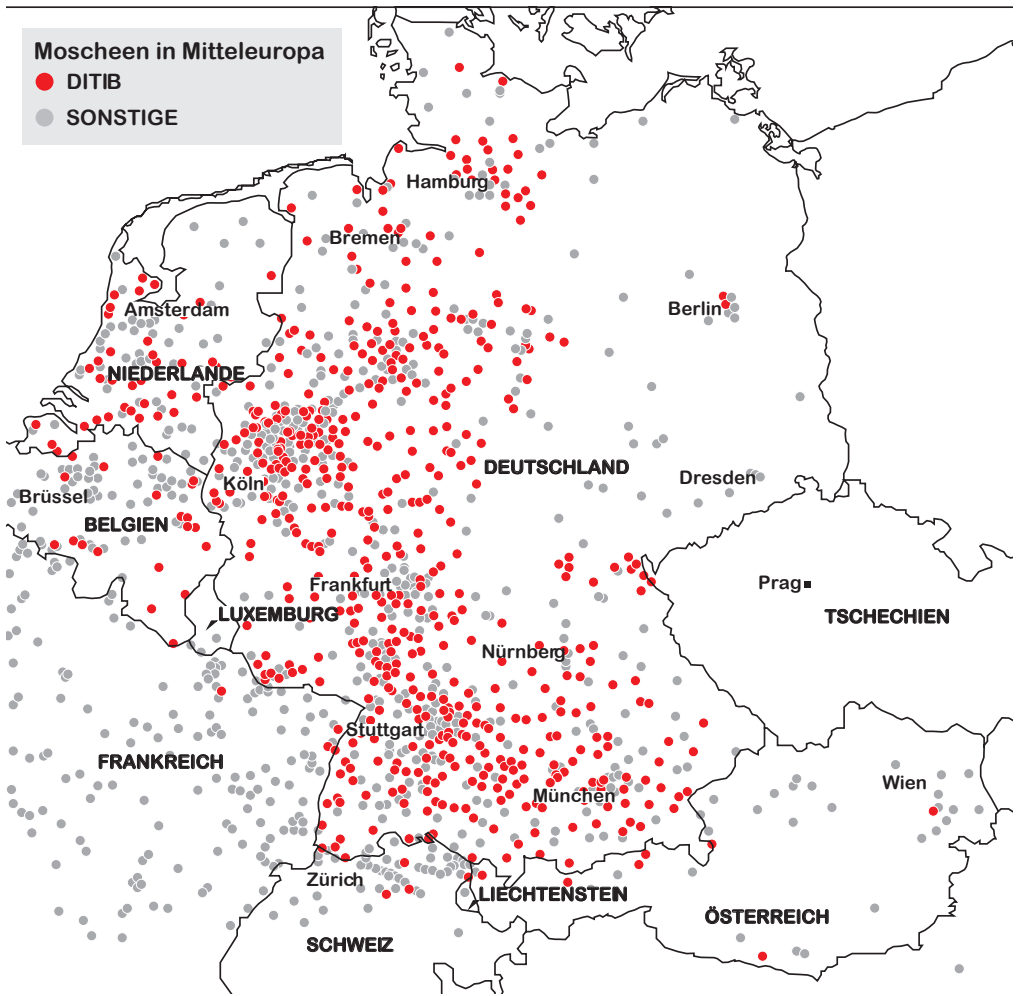 Moscheen in Mitteleuropa
DITIB
SONSTIGE
Hamburg
Bremen
Berlin
Amsterdam
NIEDERLANDE
DEUTSCHLAND
Dresden
Köln
Brüssel
BELGIEN
Frankfurt
Prag
LUXEMBURG
TSCHECHIEN
Nürnberg
Stuttgart
FRANKREICH
Wien
München
Zürich
LIECHTENSTEIN
ÖSTERREICH
SCHWEIZ